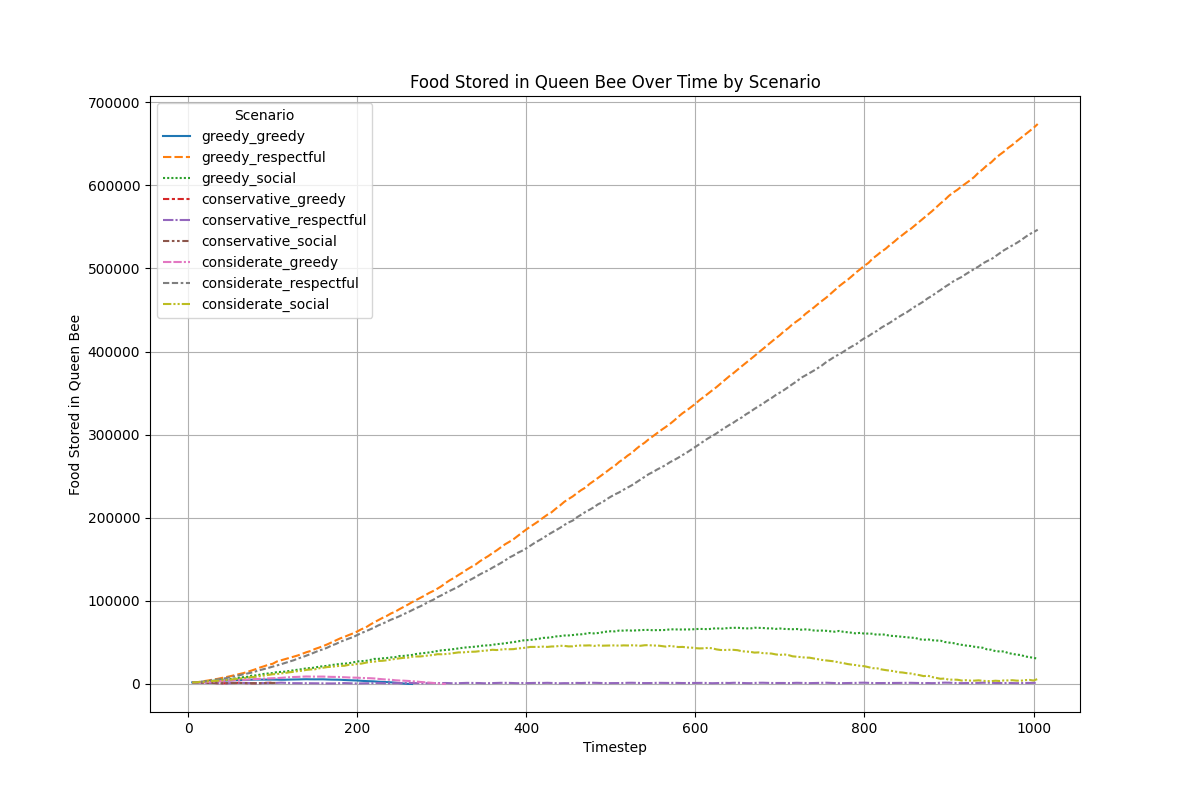 Food Stored in Queen Bee Over Time by Scenario
700000
600000
500000
400000
300000
200000
100000
0
Food Stored in Queen Bee
Scenario
greedy_greedy
greedy_respectful
greedy_social
conservative_greedy
conservative_respectful
conservative_social
considerate_greedy
considerate_respectful
considerate_social
0 200 400 600 800 1000
Timestep